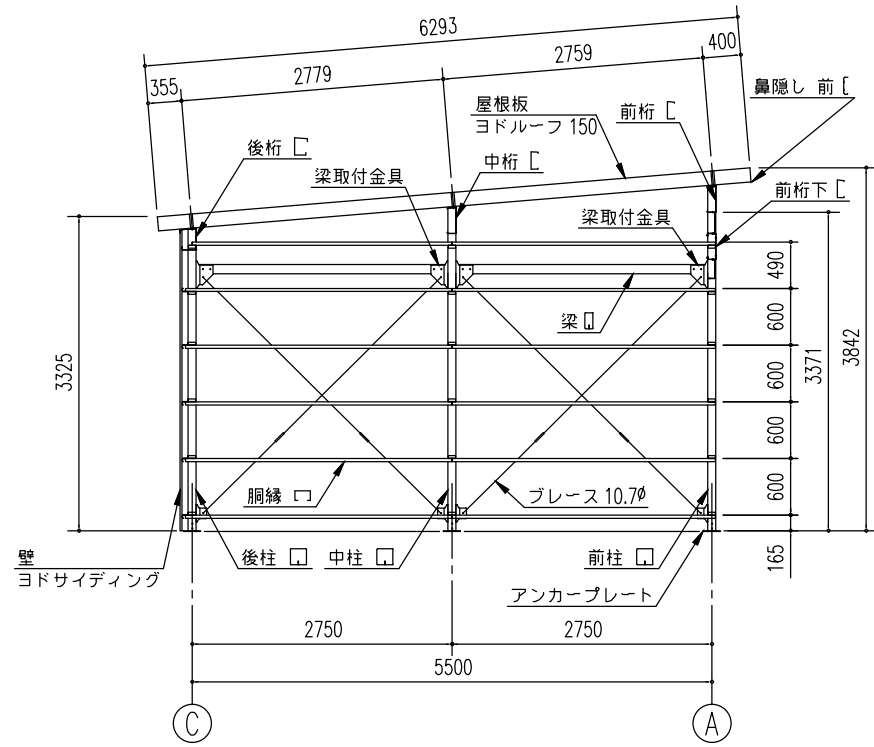 6293
355
2779
2759
400
鼻隠し 前
屋根板
ヨドルーフ 150
前桁
後桁
中桁
梁取付金具
梁取付金具
前桁下
490
梁
600
3325
600
3371
3842
600
胴縁
ブレース 10.7φ
600
壁
ヨドサイディング
後柱
中柱
前柱
165
アンカープレート
2750
2750
5500
C
A